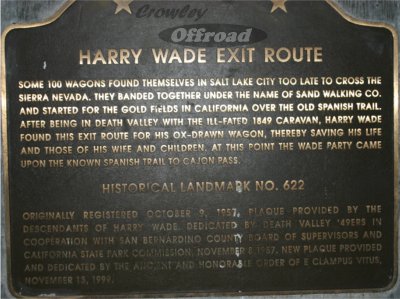 Crowley
Offroad
HARRY WADE EXIT ROUTE
SOME 100 WAGONS FOUND THEMSELVES IN SALT LAKE CITY TOO LATE TO CROSS THE
SIERRA NEVADA. THEY BANDED TOGETHER UNDER THE NAME OF SAND WALKING CO.
AND STARTED FOR THE GOLD FIELDS IN CALIFORNIA OVER THE OLD SPANISH TRAIL.
AFTER BEING IN DEATH VALLEY WITH THE ILL-FATED 1849 CARAVAN, HARRY WADE
FOUND THIS EXIT ROUTE FOR HIS OX-DRAWN WAGON, THEREBY SAVING HIS LIFE
AND THOSE OF HIS WIFE AND CHILDREN. AT THIS POINT THE WADE PARTY CAME
UPON THE KNOWN SPANISH TRAIL TO CAJON PASS.
HISTORICAL LANDMARK NO. 622
ORIGINALLY REGISTERED OCTOBER 9, 1957. PLAQUE PROVIDED BY THE
DESCENDANTS OF HARRY WADE. DEDICATED BY DEATH VALLEY '49ERS IN
COOPERATION WITH SAN BERNARDINO COUNTY BOARD OF SUPERVISORS AND
CALIFORNIA STATE PARK COMMISSION, NOVEMBER 8, 1957. NEW PLAQUE PROVIDED
AND DEDICATED BY THE ANCIENT AND HONORABLE ORDER OF E CLAMPUS VITUS,
NOVEMBER